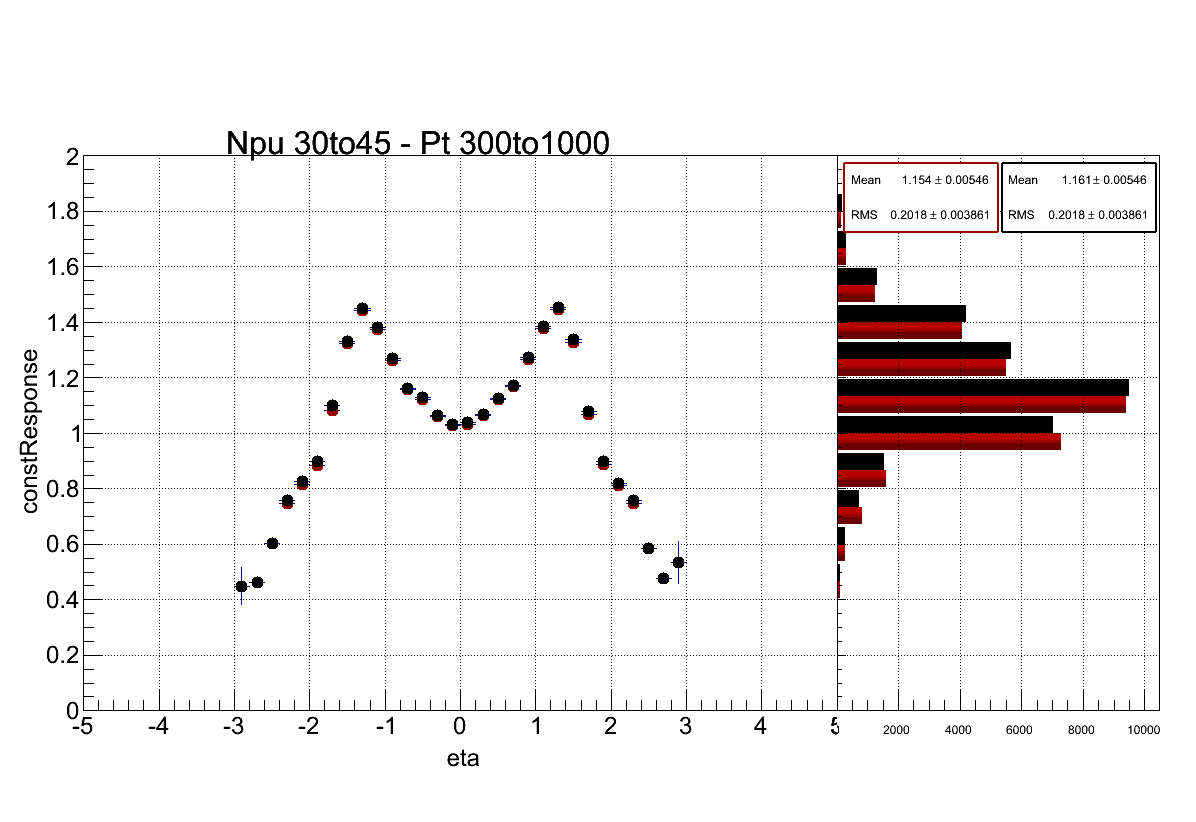 Npu 30to45 - Pt 300to1000
2
1.8
1.6
1.4
1.2
1
0.8
0.6
0.4
0.2
0
constResponse
-5 -4 -3 -2 -1 0 1 2 3 4 5
eta
Mean 1.154 ± 0.00546
RMS 0.2018 ± 0.003861
Mean 1.161 ± 0.00546
RMS 0.2018 ± 0.003861
2000 4000 6000 8000 10000